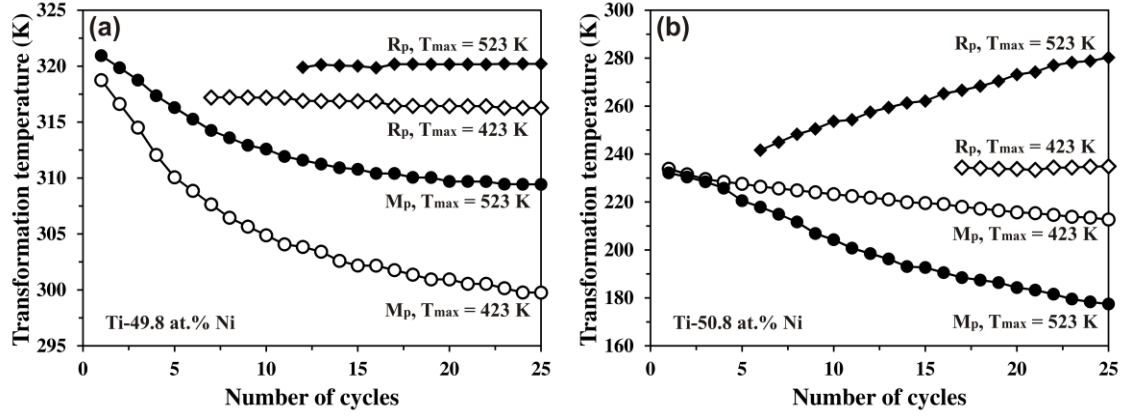 (a)
Transformation temperature (K)
325
320
315
310
305
300
295
Rp, Tmax = 523 K
Rp, Tmax = 423 K
Mp, Tmax = 523 K
Mp, Tmax = 423 K
Ti-49.8 at.% Ni
0
5
10
15
20
25
Number of cycles
(b)
Transformation temperature (K)
300
280
260
240
220
200
180
160
Rp, Tmax = 523 K
Rp, Tmax = 423 K
Mp, Tmax = 423 K
Mp, Tmax = 523 K
Ti-50.8 at.% Ni
0
5
10
15
20
25
Number of cycles